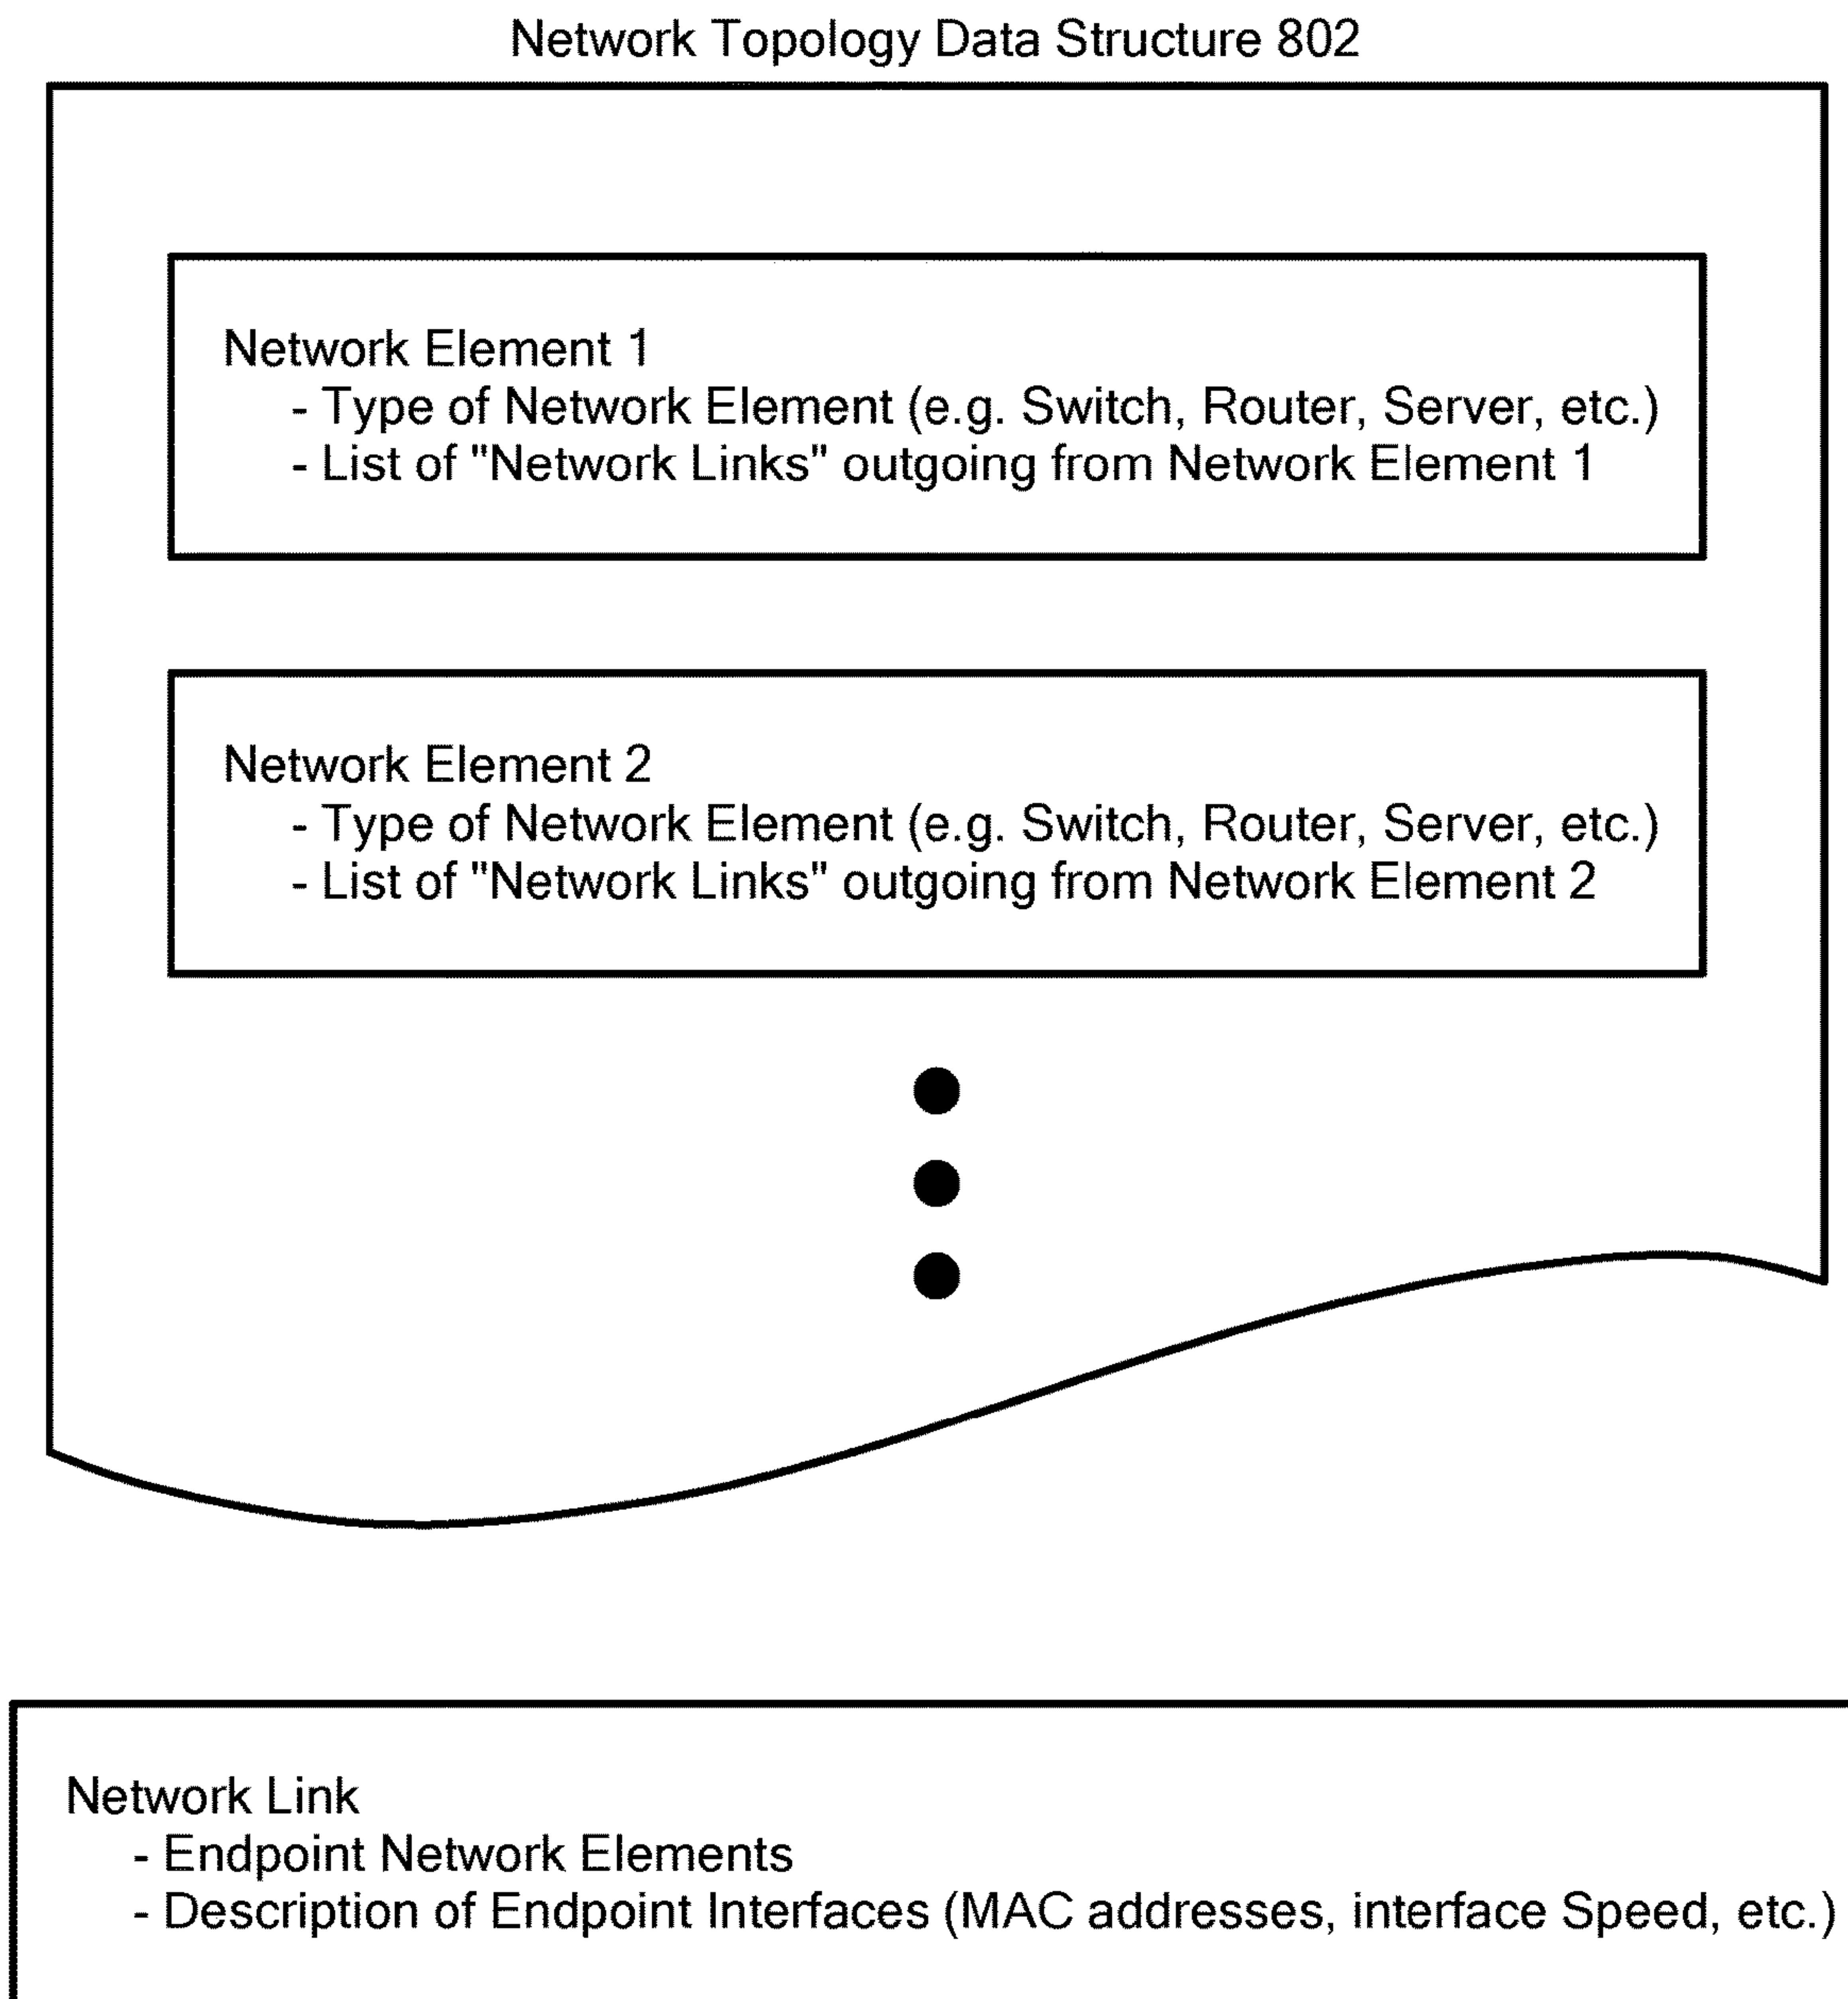 Network Topology Data Structure 802
Network Element 1
- Type of Network Element (e.g. Switch, Router, Server, etc.)
- List of "Network Links" outgoing from Network Element 1
Network Element 2
- Type of Network Element (e.g. Switch, Router, Server, etc.)
- List of "Network Links" outgoing from Network Element 2
Network Link
- Endpoint Network Elements
- Description of Endpoint Interfaces (MAC addresses, interface Speed, etc.)